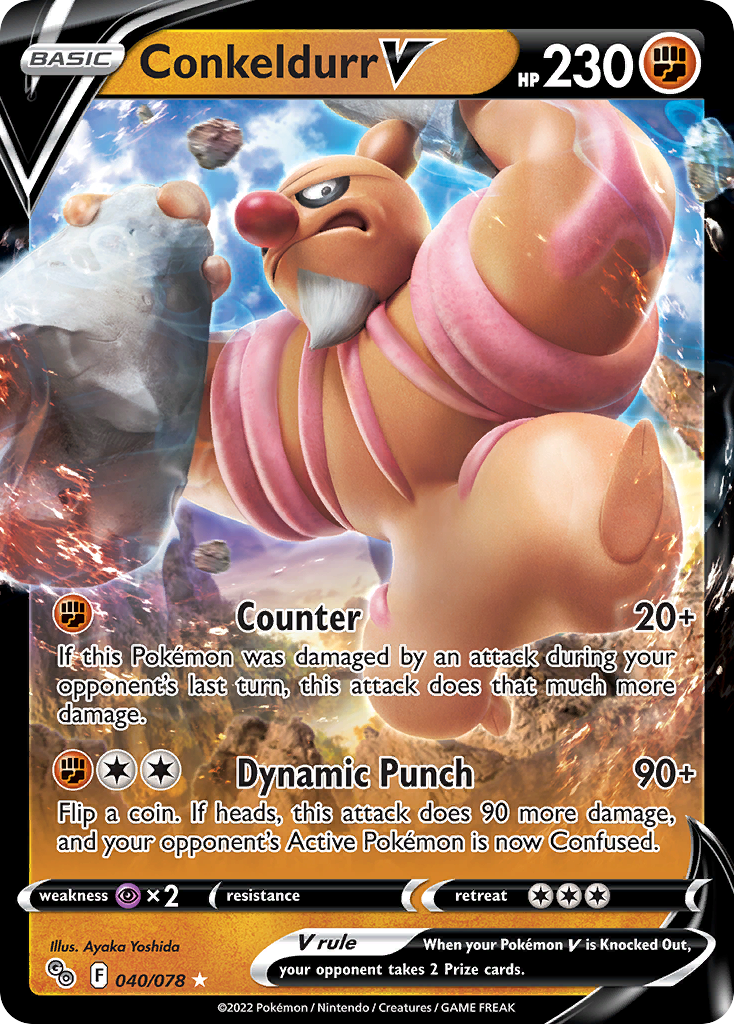 BASIC
Conkeldurr V
HP 230
Counter 20+
If this Pokémon was damaged by an attack during your
opponent's last turn, this attack does that much more
damage.
Dynamic Punch 90+
Flip a coin. If heads, this attack does 90 more damage,
and your opponent's Active Pokémon is now Confused.
weakness ×2 resistance retreat
Illus. Ayaka Yoshida
V rule When your Pokémon V is Knocked Out,
your opponent takes 2 Prize cards.
GO F 040/078
©2022 Pokémon / Nintendo / Creatures / GAME FREAK